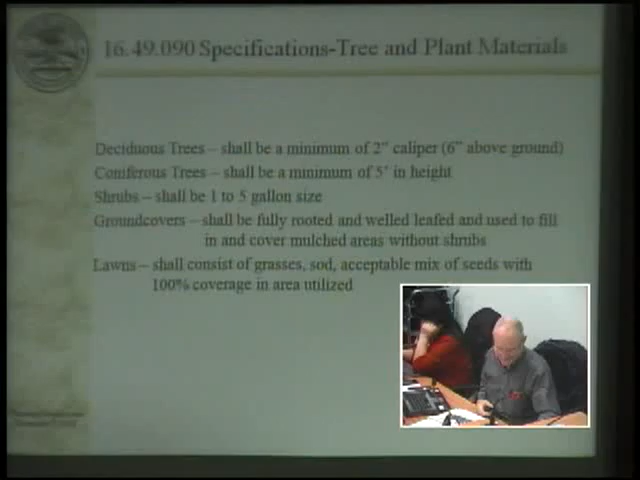 16.49.090 Specifications-Tree and Plant Materials
Deciduous Trees – shall be a minimum of 2" caliper (6" above ground)
Coniferous Trees – shall be a minimum of 5' in height
Shrubs – shall be 1 to 5 gallon size
Groundcovers – shall be fully rooted and welled leafed and used to fill
in and cover mulched areas without shrubs
Lawns – shall consist of grasses, sod, acceptable mix of seeds with
100% coverage in area utilized